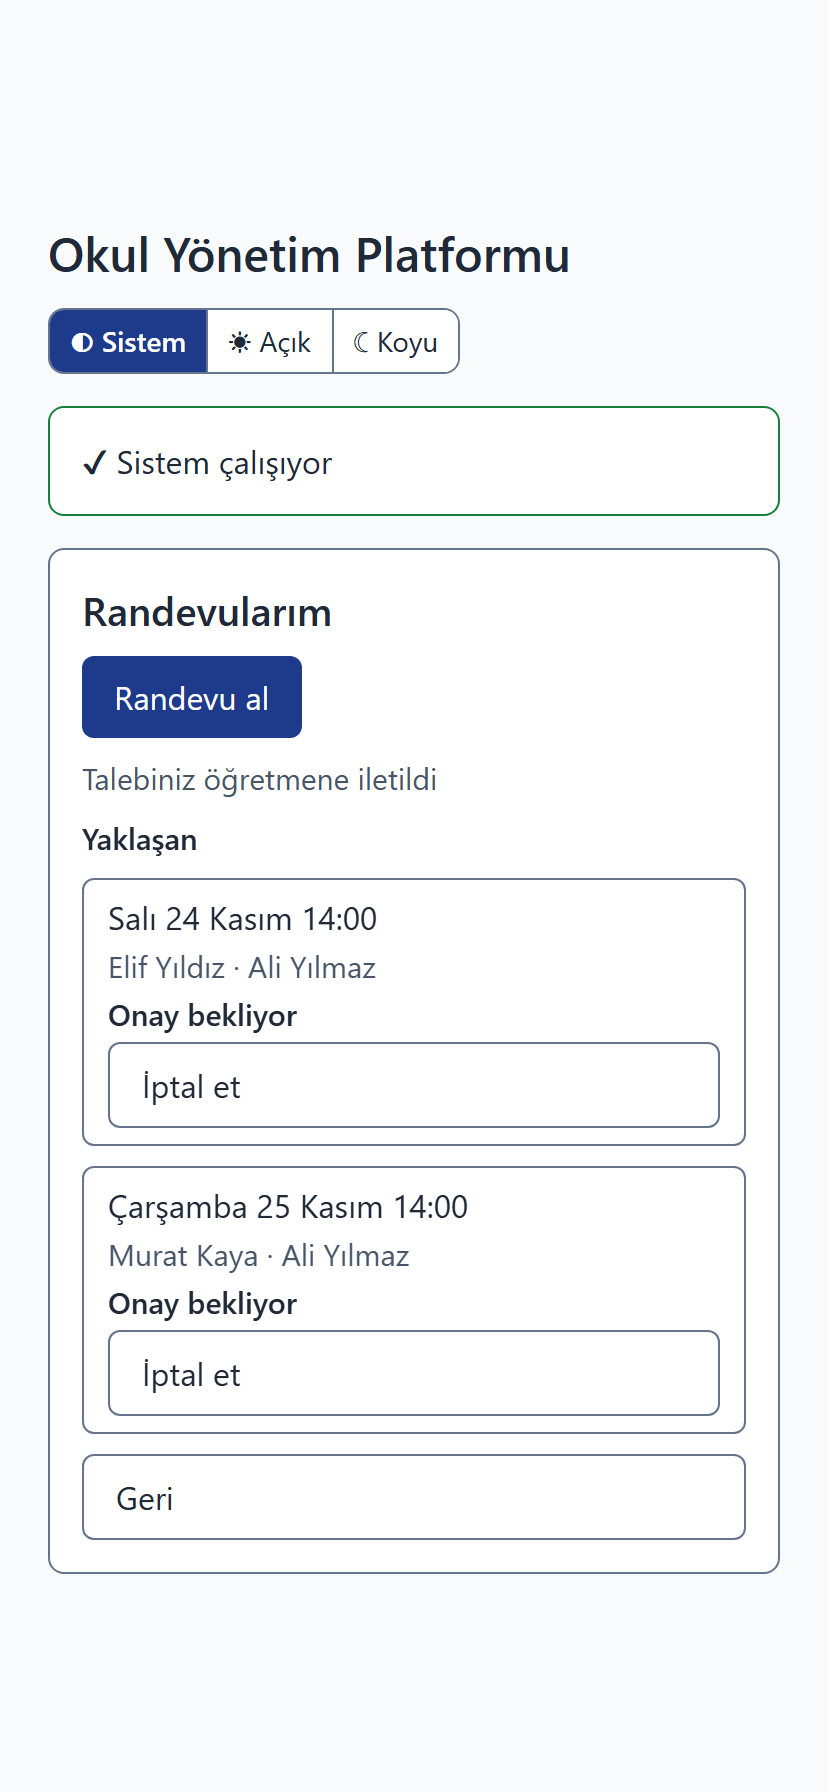 Okul Yönetim Platformu
◐ Sistem ☀ Açık ☾ Koyu
✓ Sistem çalışıyor
Randevularım
Randevu al
Talebiniz öğretmene iletildi
Yaklaşan
Salı 24 Kasım 14:00
Elif Yıldız · Ali Yılmaz
Onay bekliyor
İptal et
Çarşamba 25 Kasım 14:00
Murat Kaya · Ali Yılmaz
Onay bekliyor
İptal et
Geri